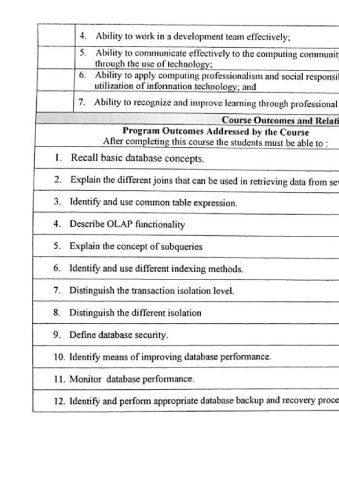 4. Ability to work in a development team effectively;
5. Ability to communicate effectively to the computing
through the use of technology;
6. Ability to apply computing professionalism and social
utilization of information technology; and
7. Ability to recognize and improve learning through professional
Course Outcomes and
Program Outcomes Addressed by the Course
After completing this course the students must be able to :
1. Recall basic database concepts.
2. Explain the different joins that can be used in retrieving data from
3. Identify and use common table expression.
4. Describe OLAP functionality
5. Explain the concept of subqueries
6. Identify and use different indexing methods.
7. Distinguish the transaction isolation level.
8. Distinguish the different isolation
9. Define database security.
10. Identify means of improving database performance.
11. Monitor database performance.
12. Identify and perform appropriate database backup and recovery